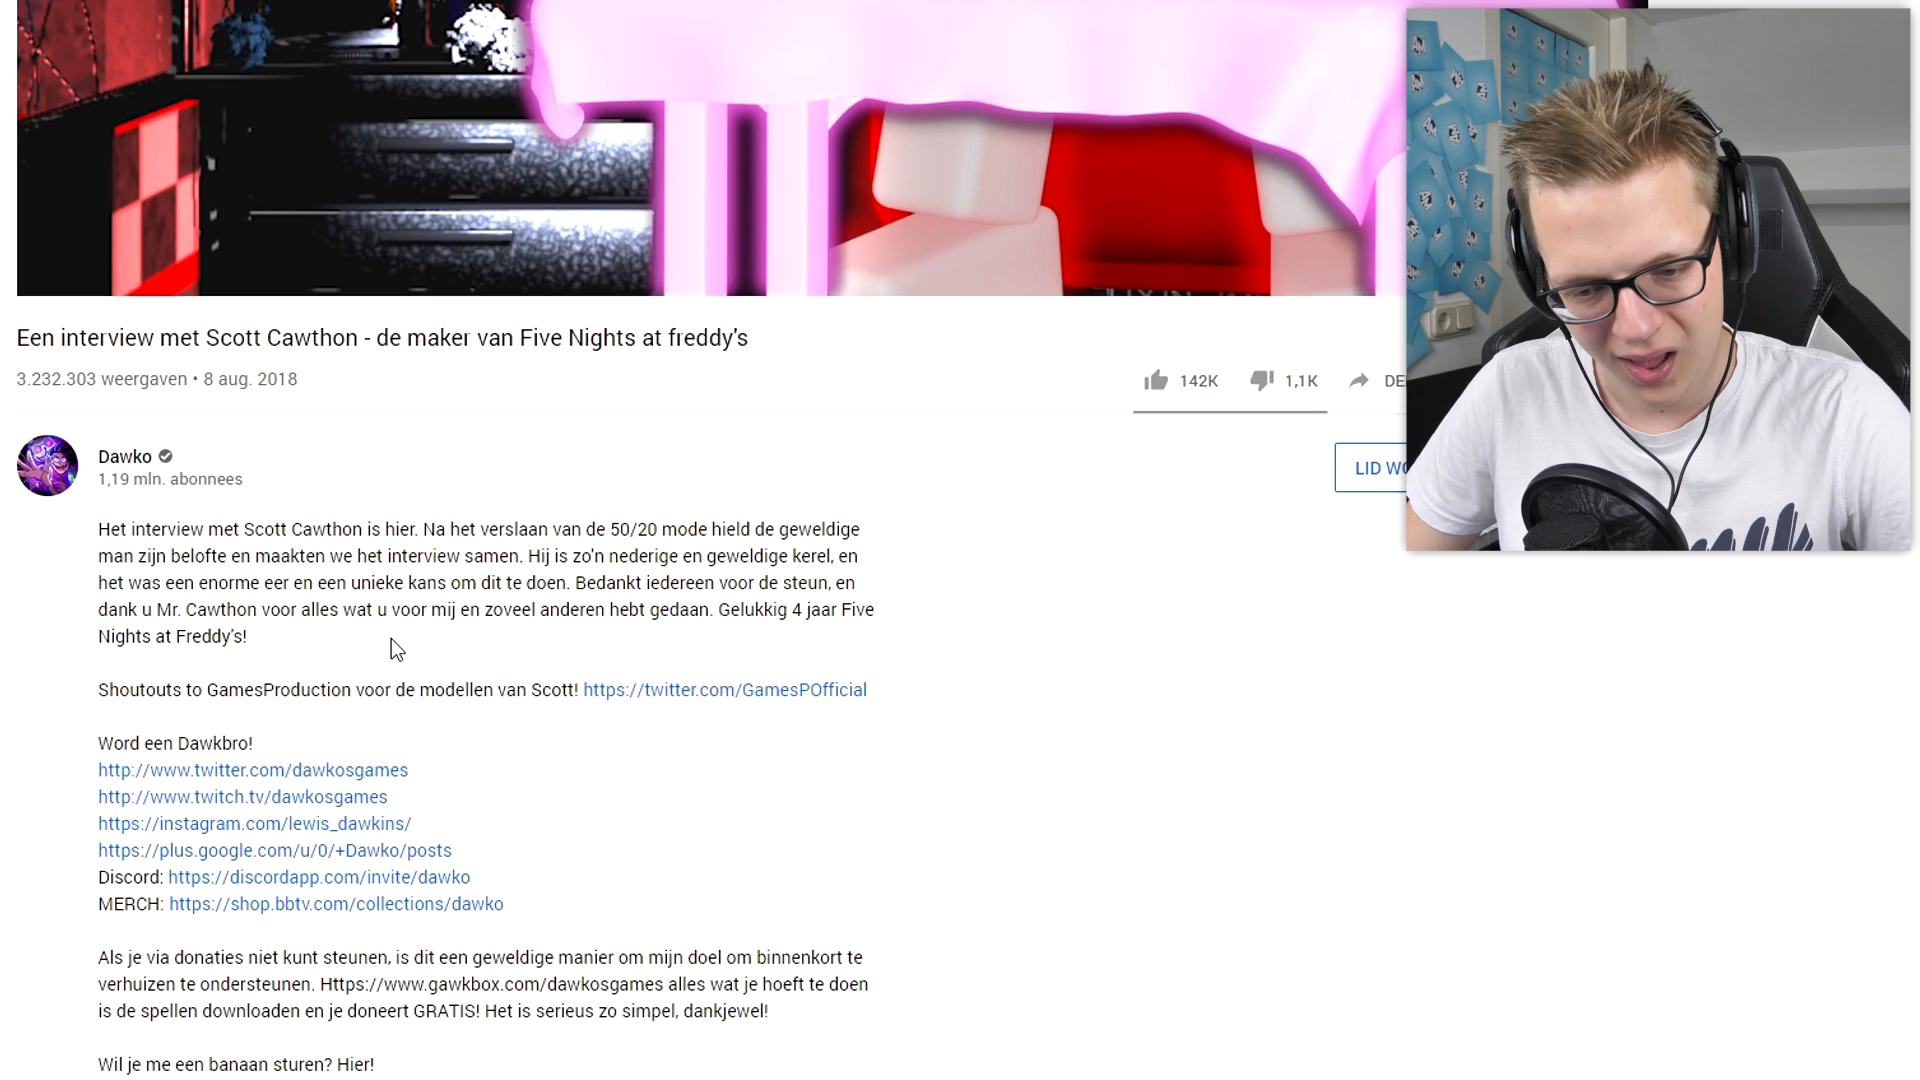 Een interview met Scott Cawthon - de maker van Five Nights at freddy's
3.232.303 weergaven • 8 aug. 2018
142K
1,1K
DE
Dawko
1,19 mln. abonnees
LID WO
Het interview met Scott Cawthon is hier. Na het verslaan van de 50/20 mode hield de geweldige
man zijn belofte en maakten we het interview samen. Hij is zo'n nederige en geweldige kerel, en
het was een enorme eer en een unieke kans om dit te doen. Bedankt iedereen voor de steun, en
dank u Mr. Cawthon voor alles wat u voor mij en zoveel anderen hebt gedaan. Gelukkig 4 jaar Five
Nights at Freddy's!
Shoutouts to GamesProduction voor de modellen van Scott! https://twitter.com/GamesPOfficial
Word een Dawkbro!
http://www.twitter.com/dawkosgames
http://www.twitch.tv/dawkosgames
https://instagram.com/lewis_dawkins/
https://plus.google.com/u/0/+Dawko/posts
Discord: https://discordapp.com/invite/dawko
MERCH: https://shop.bbtv.com/collections/dawko
Als je via donaties niet kunt steunen, is dit een geweldige manier om mijn doel om binnenkort te
verhuizen te ondersteunen. Https://www.gawkbox.com/dawkosgames alles wat je hoeft te doen
is de spellen downloaden en je doneert GRATIS! Het is serieus zo simpel, dankjewel!
Wil je me een banaan sturen? Hier!